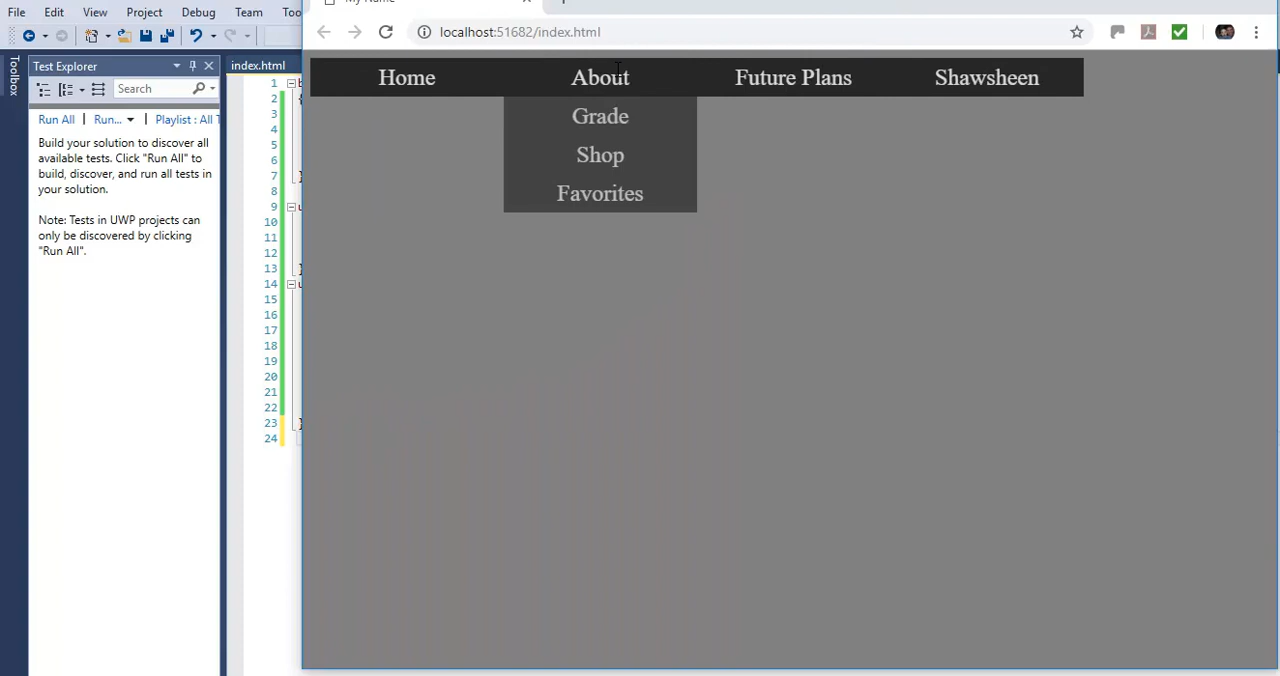 File Edit View Project Debug Team Too
My Name
localhost:51682/index.html
Toolbox
Test Explorer
index.html
Search
Run All Run... Playlist : All T
Build your solution to discover all
available tests. Click "Run All" to
build, discover, and run all tests in
your solution.
Note: Tests in UWP projects can
only be discovered by clicking
"Run All".
1
2
3
4
5
6
7
8
9
10
11
12
13
14
15
16
17
18
19
20
21
22
23
24
Home About Future Plans Shawsheen
Grade
Shop
Favorites